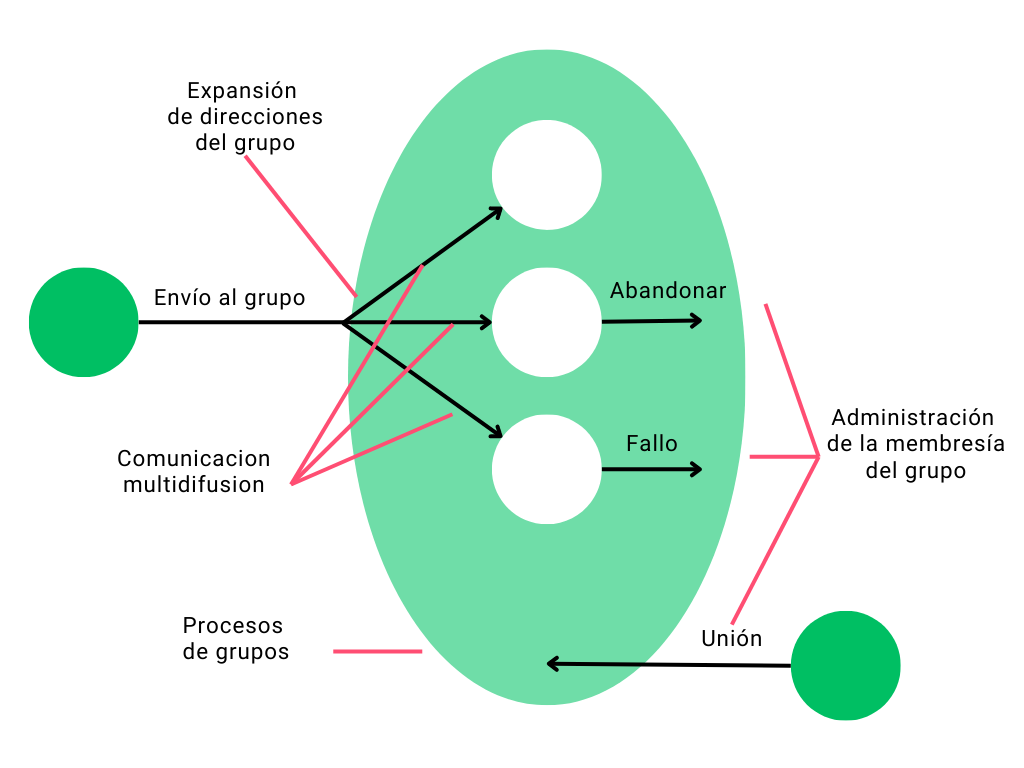 Expansión
de direcciones
del grupo
Envío al grupo
Abandonar
Administración
de la membresía
del grupo
Fallo
Comunicacion
multidifusion
Procesos
de grupos
Unión